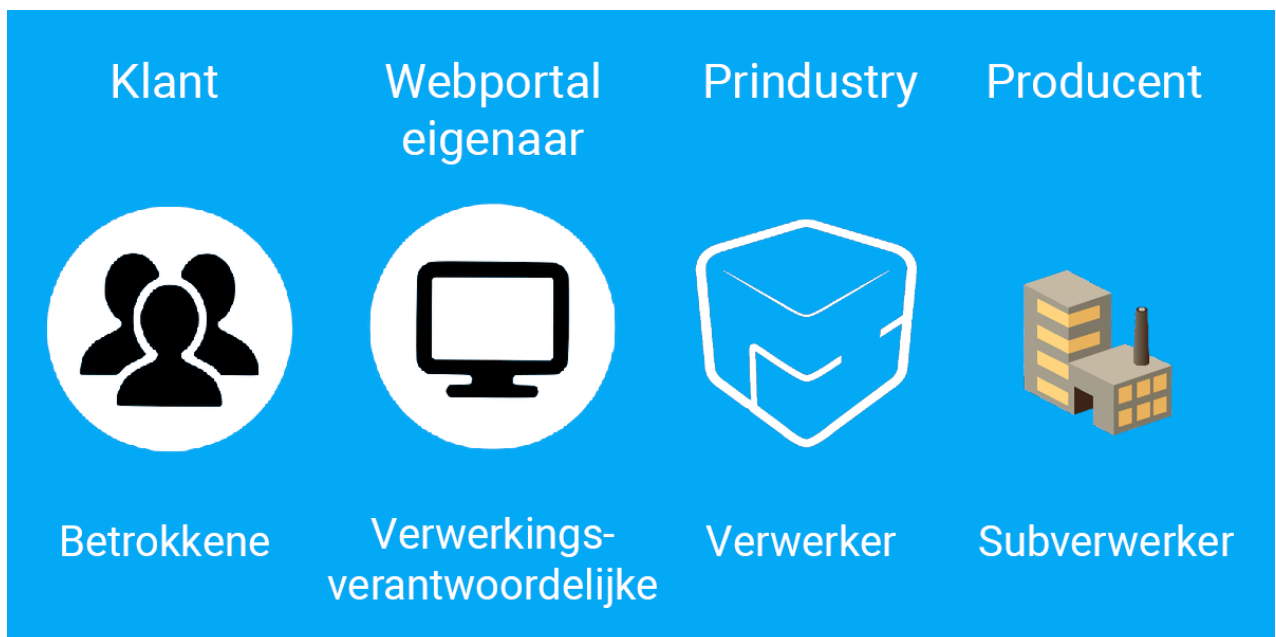 Klant
Webportal
eigenaar
Prindustry
Producent
Betrokkene
Verwerkings-
verantwoordelijke
Verwerker
Subverwerker